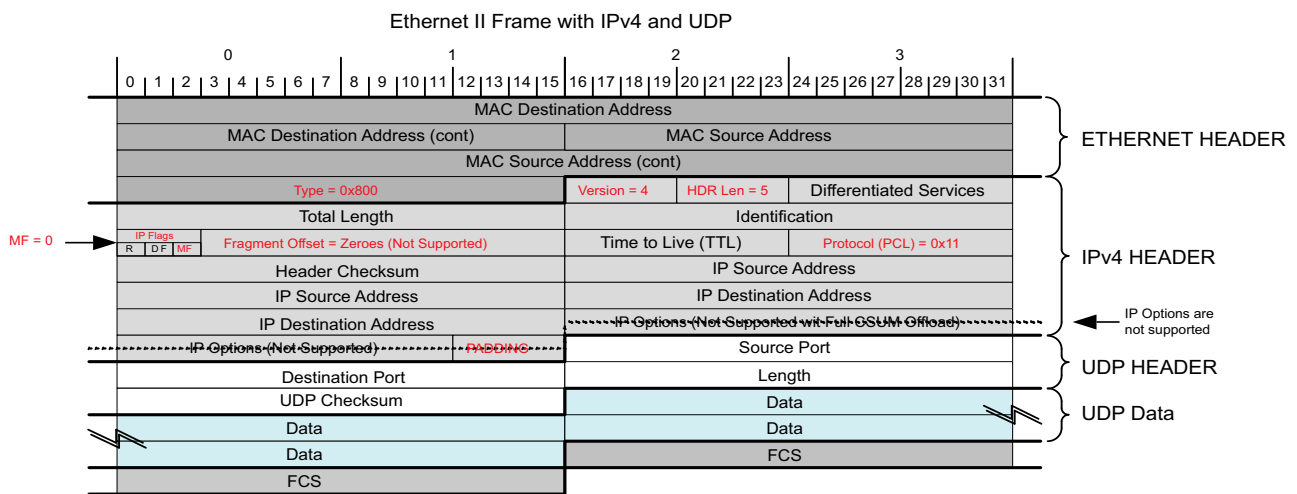 Ethernet II Frame with IPv4 and UDP
0 1 2 3
0 1 2 3 4 5 6 7 8 9 10 11 12 13 14 15 16 17 18 19 20 21 22 23 24 25 26 27 28 29 30 31
MAC Destination Address
MAC Destination Address (cont) MAC Source Address
ETHERNET HEADER
MAC Source Address (cont)
Type = 0x800 Version = 4 HDR Len = 5 Differentiated Services
Total Length Identification
MF = 0
IP Flags
R D F MF
Fragment Offset = Zeroes (Not Supported) Time to Live (TTL) Protocol (PCL) = 0x11
IPv4 HEADER
Header Checksum IP Source Address
IP Source Address IP Destination Address
IP Destination Address IP Options (Not Supported wit Full CSUM Offload)
IP Options are
not supported
IP Options (Not Supported) PADDING Source Port
UDP HEADER
Destination Port Length
UDP Checksum Data
UDP Data
Data Data
Data FCS
FCS